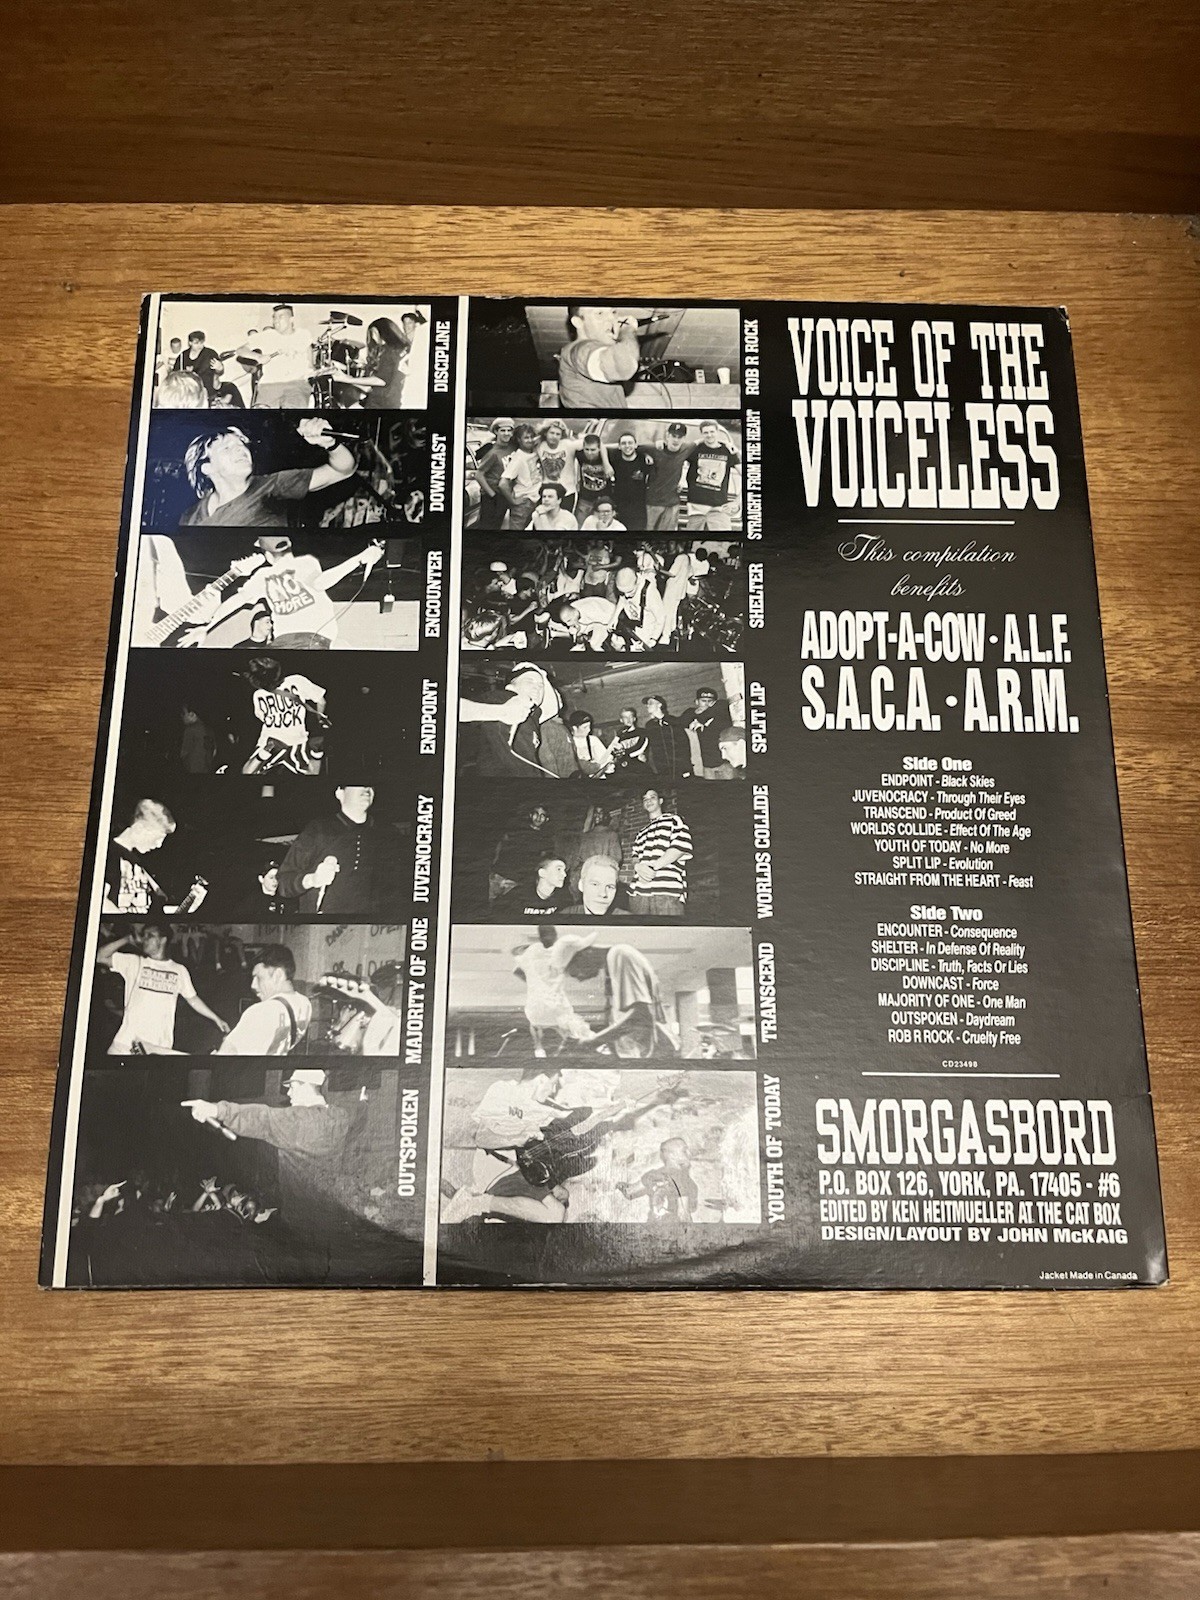 DISCIPLINE
DOWNCAST
ENCOUNTER
NO
MORE
ENDPOINT
DRUGS
JUVENOCRACY
MAJORITY OF ONE
OUTSPOKEN
ROB R ROCK
STRAIGHT FROM THE HEART
SHELTER
SPLIT LIP
WORLDS COLLIDE
TRANSCEND
YOUTH OF TODAY
VOICE OF THE
VOICELESS
This compilation
benefits
ADOPT-A-COW · A.L.F.
S.A.C.A. · A.R.M.
Side One
ENDPOINT - Black Skies
JUVENOCRACY - Through Their Eyes
TRANSCEND - Product Of Greed
WORLDS COLLIDE - Effect Of The Age
YOUTH OF TODAY - No More
SPLIT LIP - Evolution
STRAIGHT FROM THE HEART - Feast
Side Two
ENCOUNTER - Consequence
SHELTER - In Defense Of Reality
DISCIPLINE - Truth, Facts Or Lies
DOWNCAST - Force
MAJORITY OF ONE - One Man
OUTSPOKEN - Daydream
ROB R ROCK - Cruelty Free
CD23498
SMORGASBORD
P.O. BOX 126, YORK, PA. 17405 - #6
EDITED BY KEN HEITMUELLER AT THE CAT BOX
DESIGN/LAYOUT BY JOHN McKAIG
Jacket Made in Canada